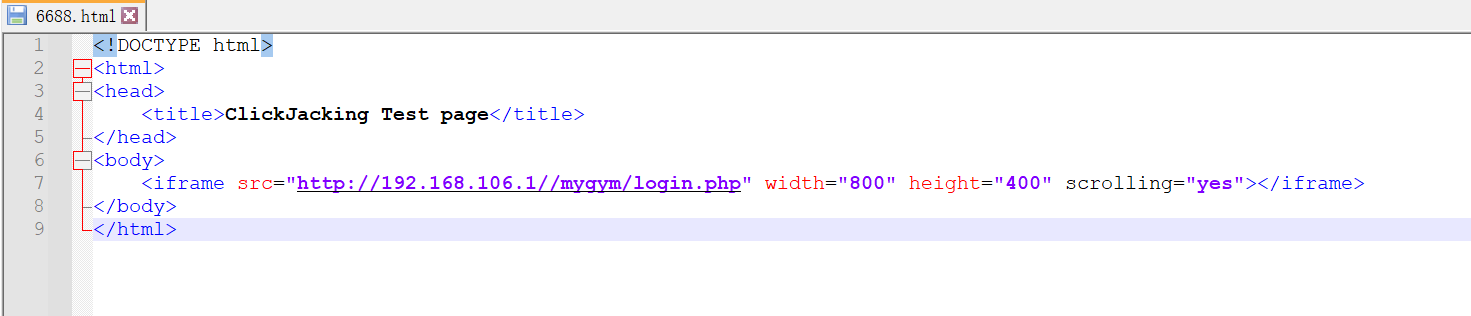 6688.html
1 <!DOCTYPE html>
2 <html>
3 <head>
4 <title>ClickJacking Test page</title>
5 </head>
6 <body>
7 <iframe src="http://192.168.106.1//mygym/login.php" width="800" height="400" scrolling="yes"></iframe>
8 </body>
9 </html>